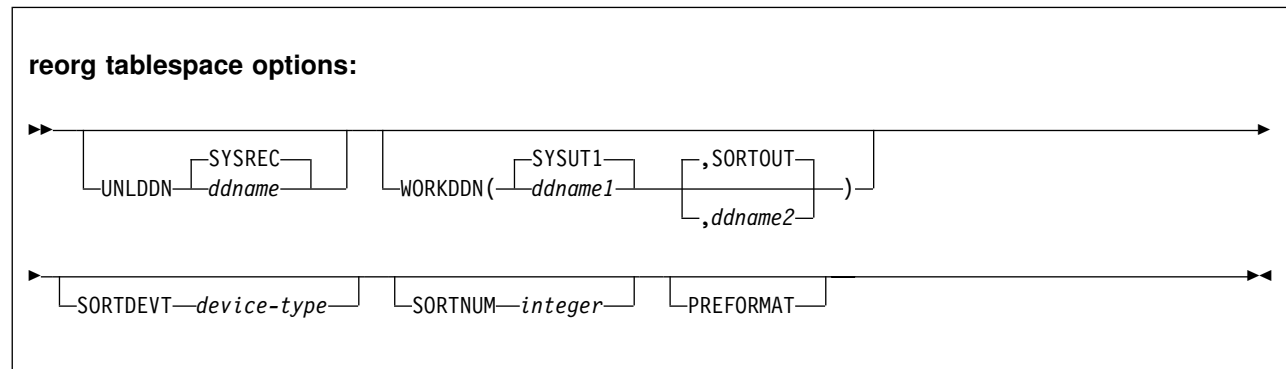 reorg tablespace options:
SYSREC SYSUT1 ,SORTOUT
UNLDDN ddname WORKDDN( ddname1 )
,ddname2
SORTDEVT device-type SORTNUM integer PREFORMAT